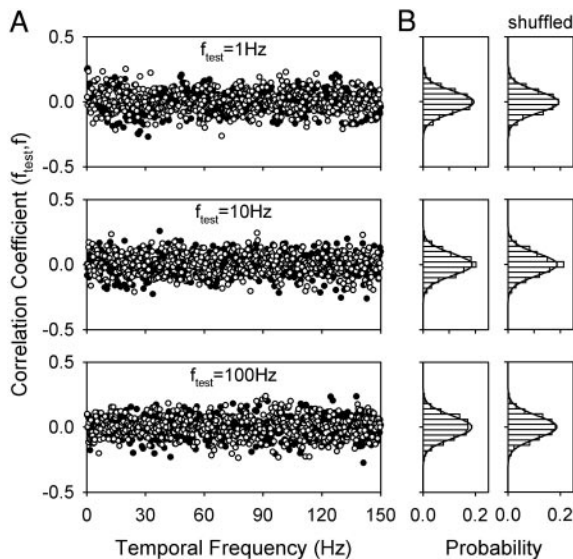 A
B
shuffled
0.5
f_test=1Hz
0.0
-0.5
0.5
f_test=10Hz
0.0
-0.5
0.5
f_test=100Hz
0.0
-0.5
Correlation Coefficient (f_test,f)
0 30 60 90 120 150
0.0 0.2 0.0 0.2
Temporal Frequency (Hz)
Probability